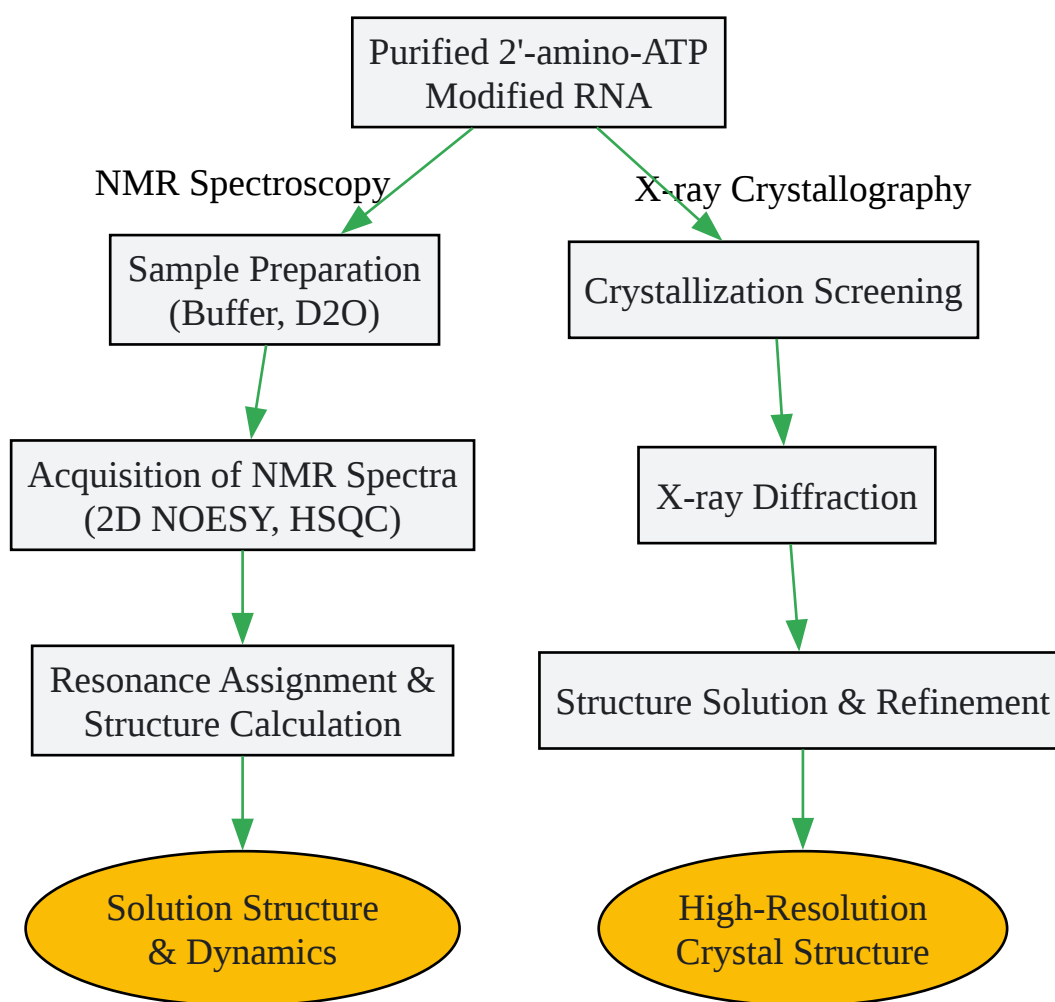 Purified 2'-amino-ATP
Modified RNA
NMR Spectroscopy
X-ray Crystallography
Sample Preparation
(Buffer, D2O)
Crystallization Screening
Acquisition of NMR Spectra
(2D NOESY, HSQC)
X-ray Diffraction
Resonance Assignment &
Structure Calculation
Structure Solution & Refinement
Solution Structure
& Dynamics
High-Resolution
Crystal Structure